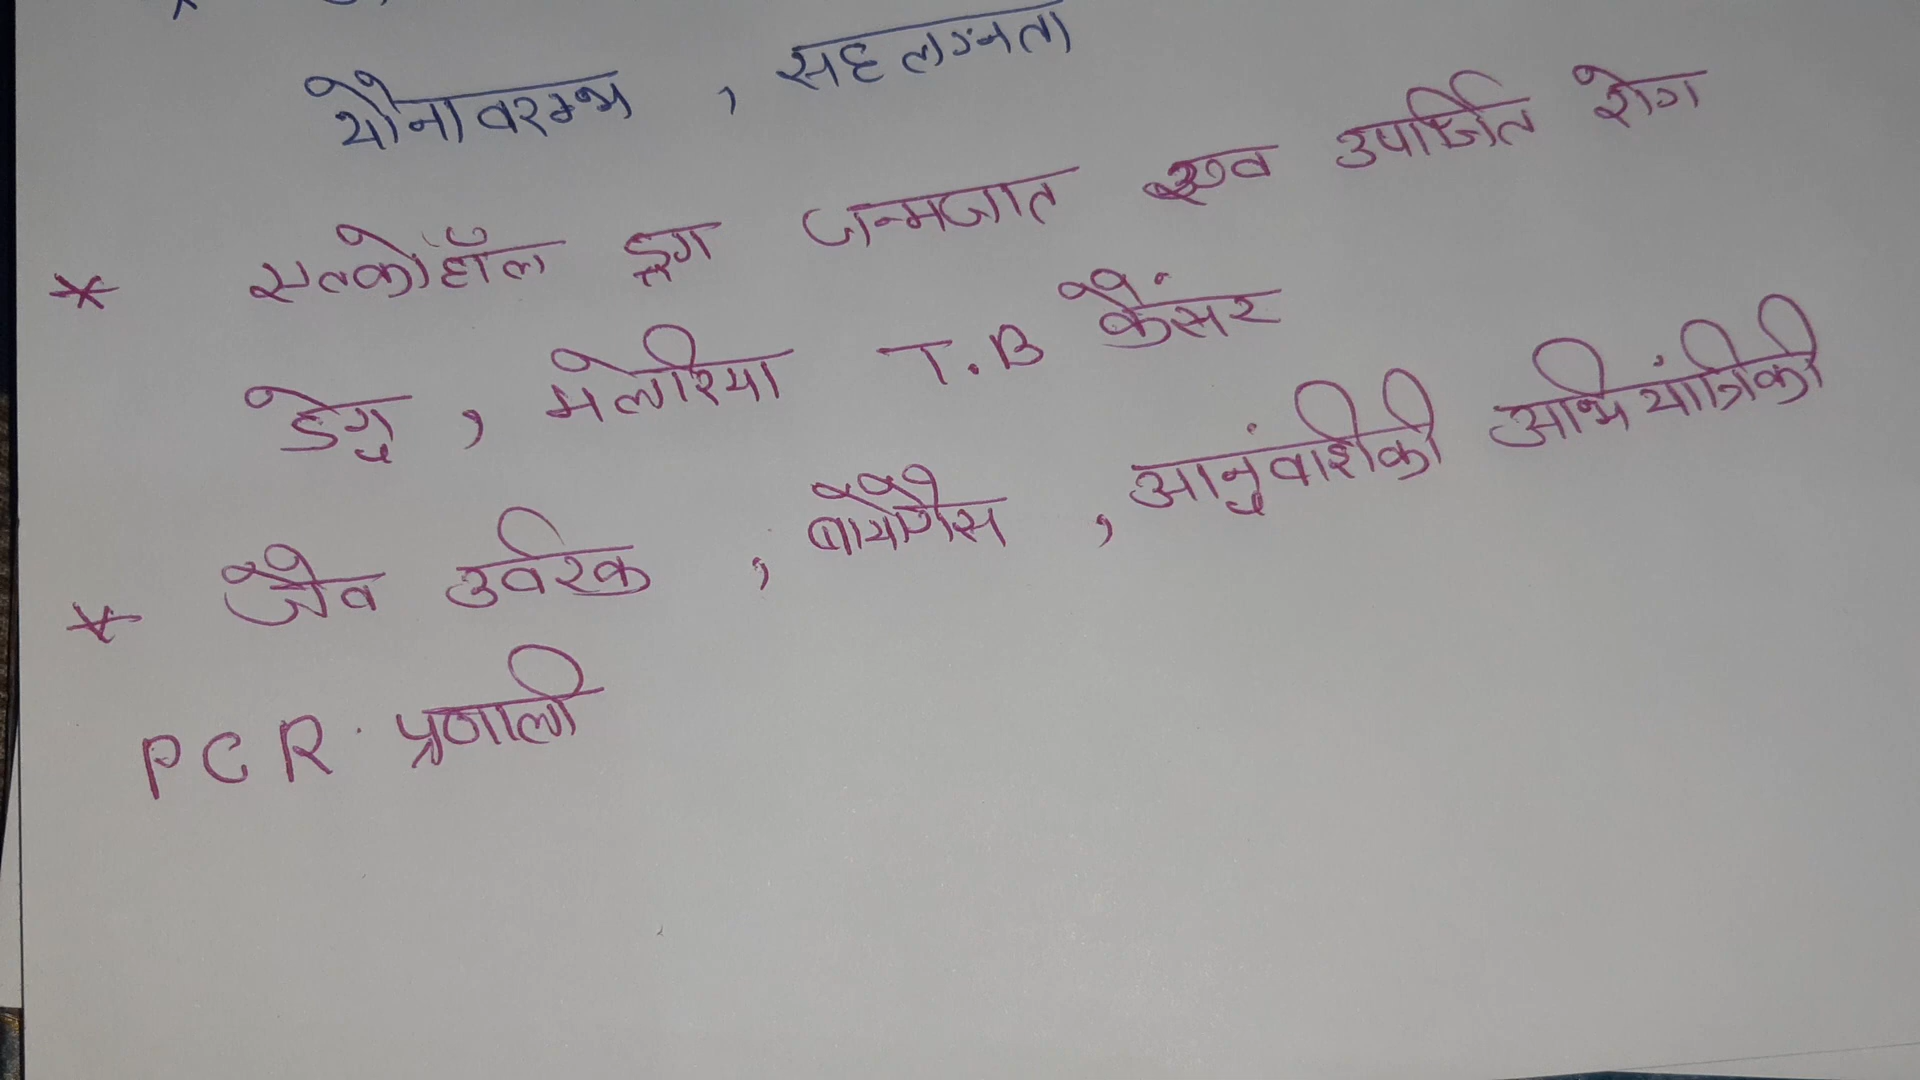 यौनावरम्भ , सहलग्नता
* एल्कोहॉल ड्रग जन्मजात एव उपार्जित रोग
डेगू , मलेरिया T.B कैंसर
* जैव उर्वरक , बायोगैस , आनुवांशिकी अभियांत्रिकी
PCR. प्रणाली